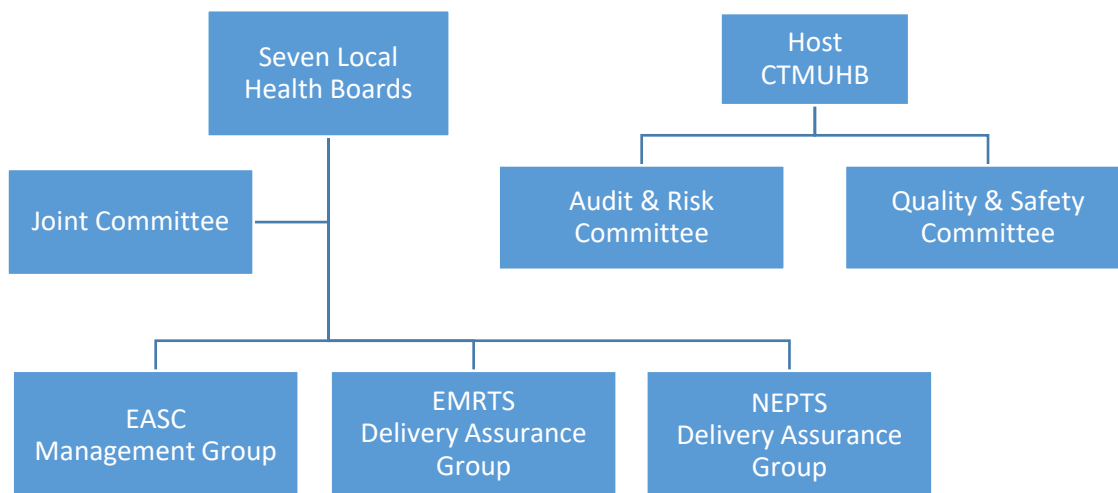 Seven Local
Health Boards
Host
CTMUHB
Joint Committee
Audit & Risk
Committee
Quality & Safety
Committee
EASC
Management Group
EMRTS
Delivery Assurance
Group
NEPTS
Delivery Assurance
Group